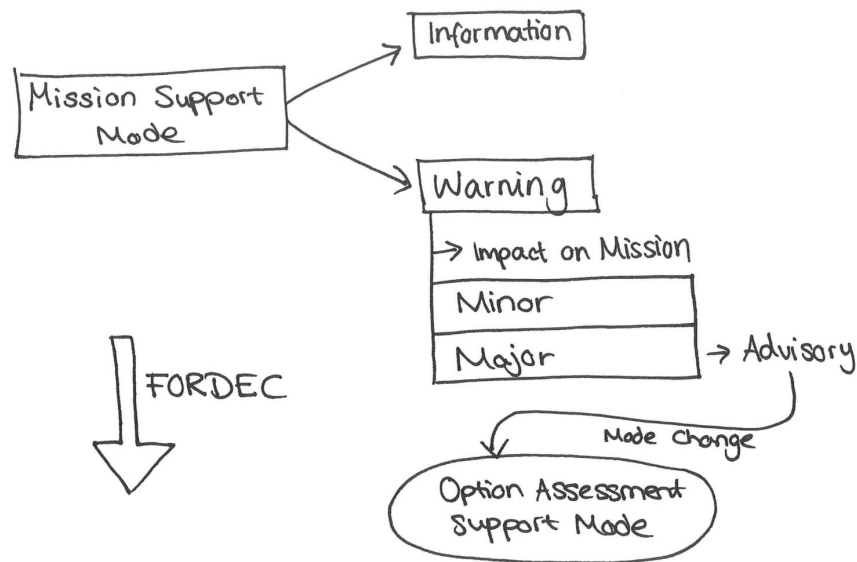 Information
Mission Support
Mode
Warning
→ Impact on Mission
Minor
Major → Advisory
FORDEC
Mode Change
Option Assessment
Support Mode